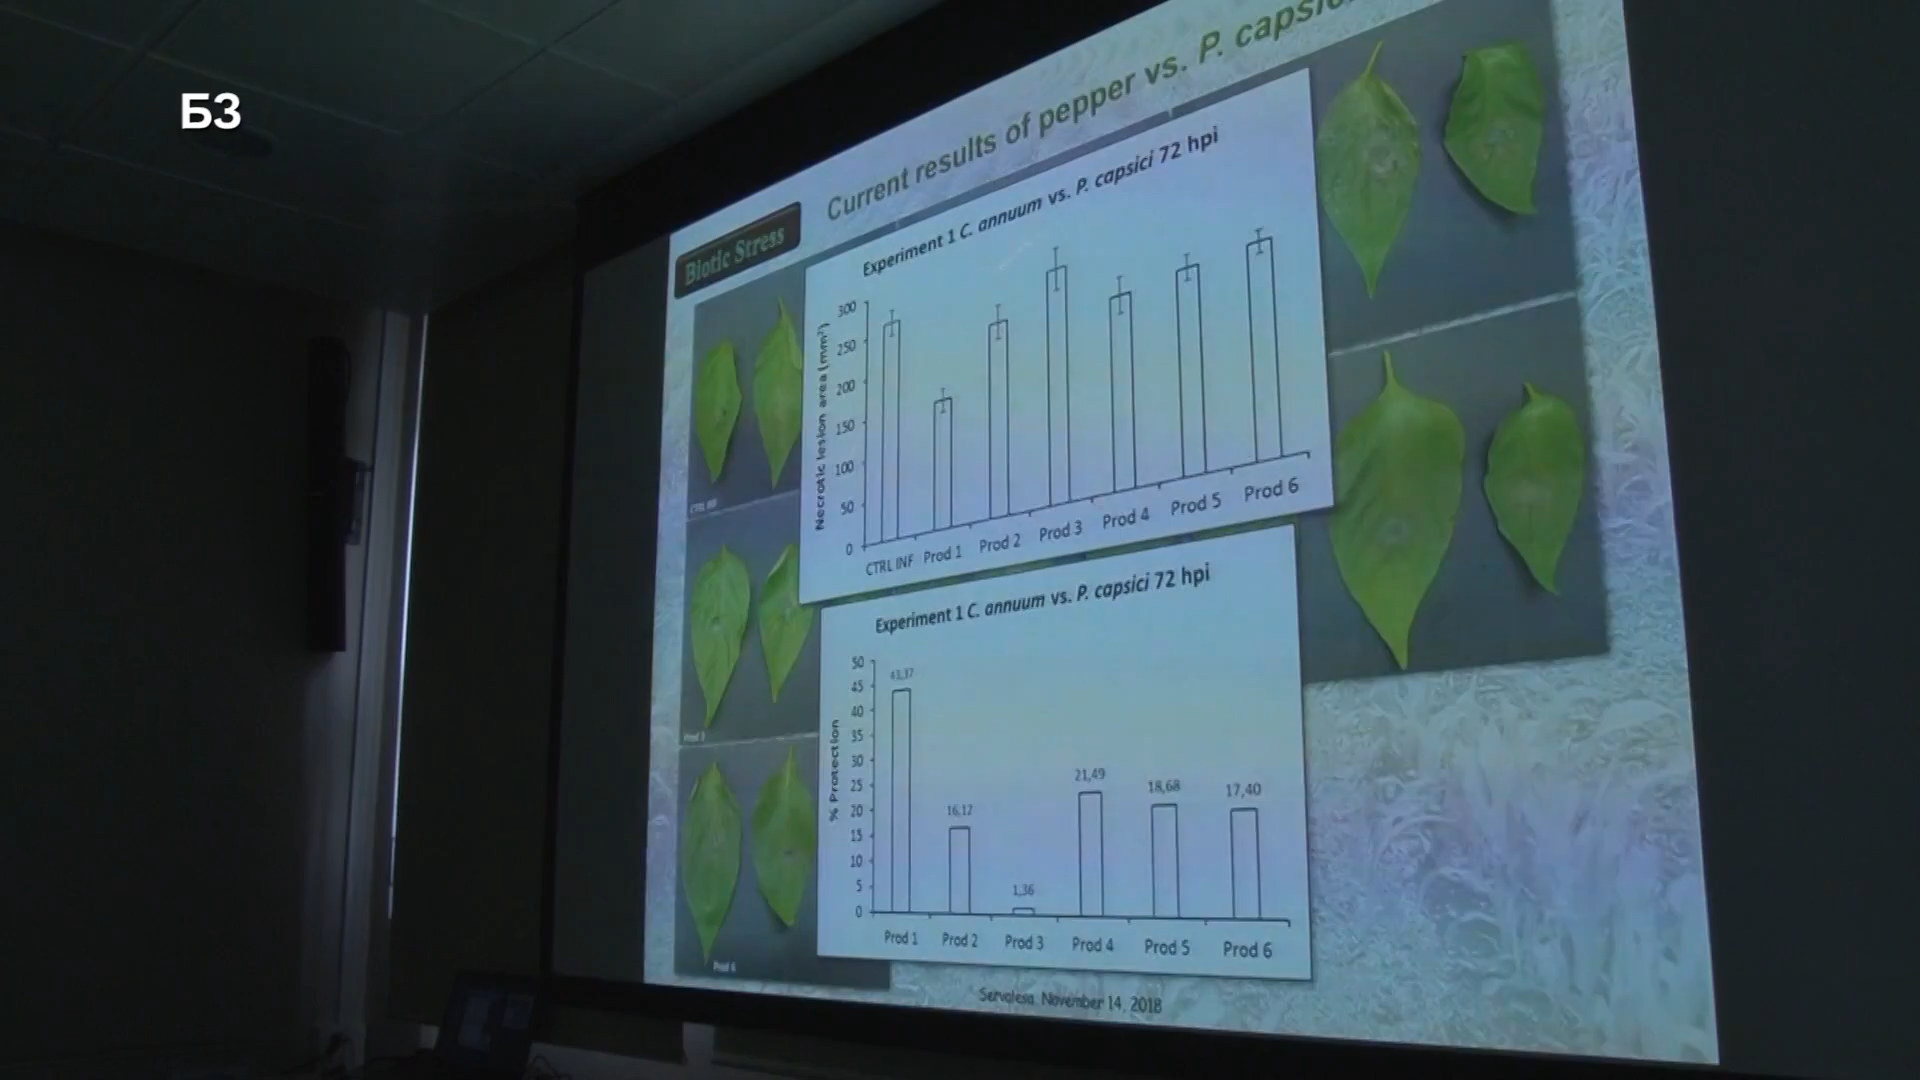 БЗ
Current results of pepper vs. P. capsici
Biotic Stress
Experiment 1 C. annuum vs. P. capsici 72 hpi
Necrotic lesion area (mm²)
300
250
200
150
100
50
0
CTRL INF Prod 1 Prod 2 Prod 3 Prod 4 Prod 5 Prod 6
CTRL INF
Experiment 1 C. annuum vs. P. capsici 72 hpi
% Protection
50
45
40
35
30
25
20
15
10
5
0
43,37 16,12 1,36 21,49 18,68 17,40
Prod 1 Prod 2 Prod 3 Prod 4 Prod 5 Prod 6
Servalesa. November 14, 2018